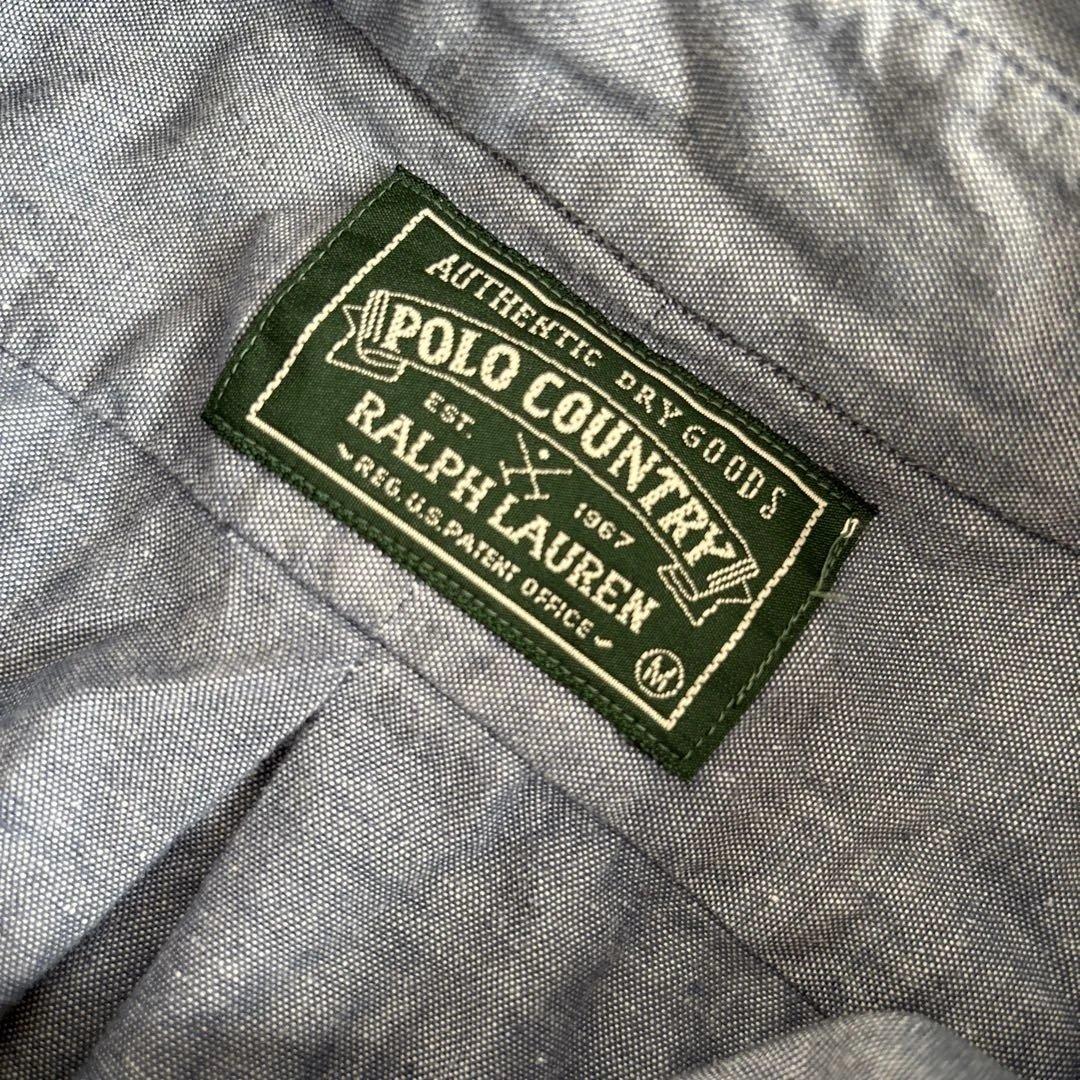 AUTHENTIC DRY GOODS
POLO COUNTRY
EST. 1967
RALPH LAUREN
REG. U.S. PATENT OFFICE
M